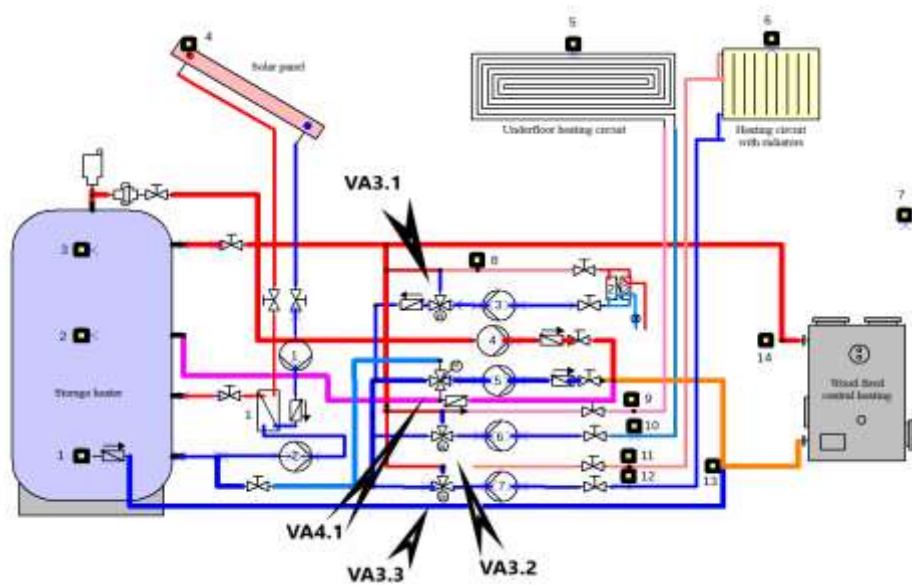 4
5
6
Solar panel
Underfloor heating circuit
Heating circuit
with radiators
VA3.1
7
3
8
2
3
4
2
1
14
5
Wood fired
central heating
Storage heater
1
9
6
10
11
1
2
13
12
7
VA4.1
VA3.2
VA3.3